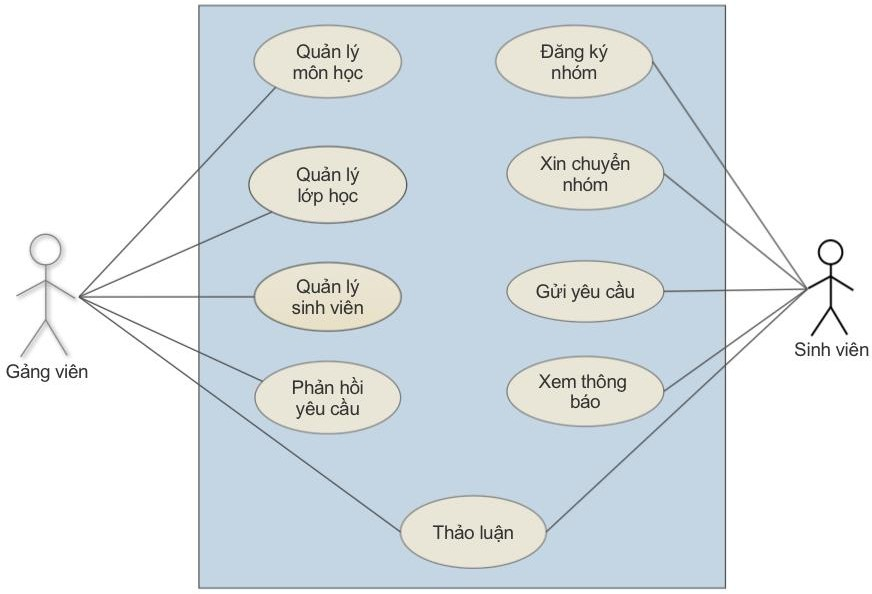 Quản lý
môn học
Đăng ký
nhóm
Quản lý
lớp học
Xin chuyển
nhóm
Quản lý
sinh viên
Gửi yêu cầu
Gảng viên
Sinh viên
Phản hồi
yêu cầu
Xem thông
báo
Thảo luận